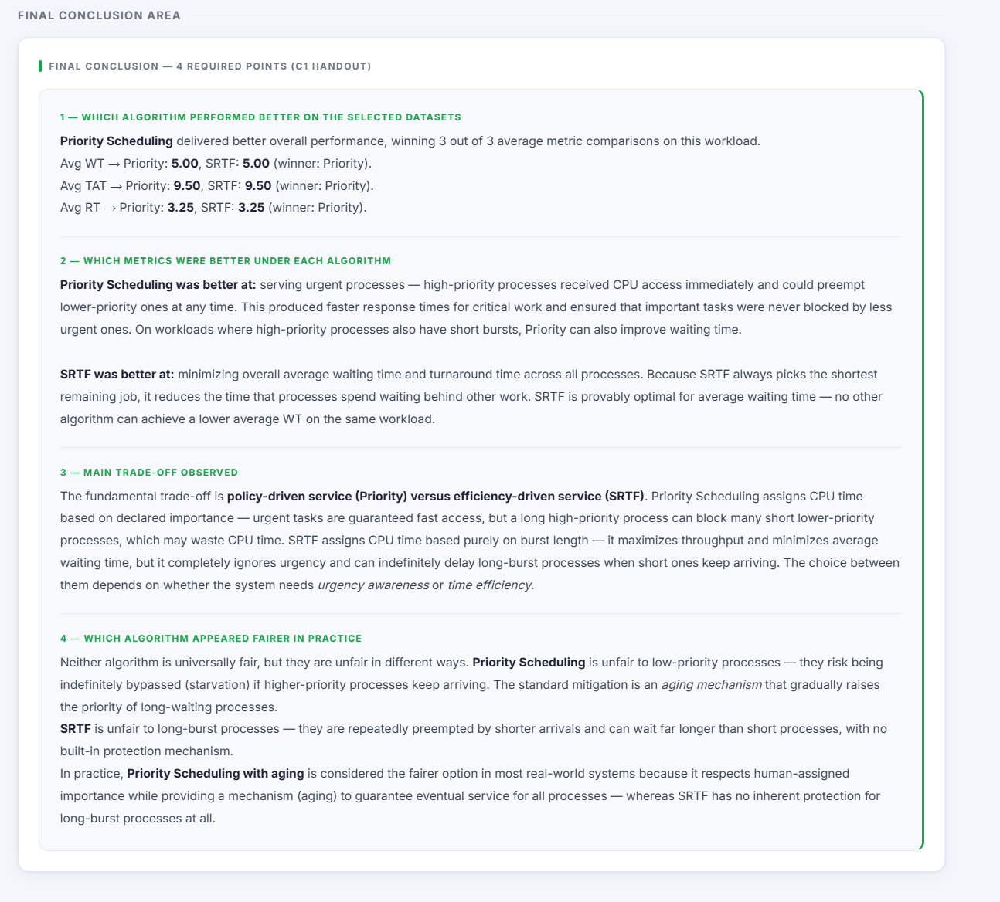 FINAL CONCLUSION AREA
FINAL CONCLUSION — 4 REQUIRED POINTS (C1 HANDOUT)
1 — WHICH ALGORITHM PERFORMED BETTER ON THE SELECTED DATASETS
Priority Scheduling delivered better overall performance, winning 3 out of 3 average metric comparisons on this workload.
Avg WT → Priority: 5.00, SRTF: 5.00 (winner: Priority).
Avg TAT → Priority: 9.50, SRTF: 9.50 (winner: Priority).
Avg RT → Priority: 3.25, SRTF: 3.25 (winner: Priority).
2 — WHICH METRICS WERE BETTER UNDER EACH ALGORITHM
Priority Scheduling was better at: serving urgent processes — high-priority processes received CPU access immediately and could preempt
lower-priority ones at any time. This produced faster response times for critical work and ensured that important tasks were never blocked by less
urgent ones. On workloads where high-priority processes also have short bursts, Priority can also improve waiting time.
SRTF was better at: minimizing overall average waiting time and turnaround time across all processes. Because SRTF always picks the shortest
remaining job, it reduces the time that processes spend waiting behind other work. SRTF is provably optimal for average waiting time — no other
algorithm can achieve a lower average WT on the same workload.
3 — MAIN TRADE-OFF OBSERVED
The fundamental trade-off is policy-driven service (Priority) versus efficiency-driven service (SRTF). Priority Scheduling assigns CPU time
based on declared importance — urgent tasks are guaranteed fast access, but a long high-priority process can block many short lower-priority
processes, which may waste CPU time. SRTF assigns CPU time based purely on burst length — it maximizes throughput and minimizes average
waiting time, but it completely ignores urgency and can indefinitely delay long-burst processes when short ones keep arriving. The choice between
them depends on whether the system needs urgency awareness or time efficiency.
4 — WHICH ALGORITHM APPEARED FAIRER IN PRACTICE
Neither algorithm is universally fair, but they are unfair in different ways. Priority Scheduling is unfair to low-priority processes — they risk being
indefinitely bypassed (starvation) if higher-priority processes keep arriving. The standard mitigation is an aging mechanism that gradually raises
the priority of long-waiting processes.
SRTF is unfair to long-burst processes — they are repeatedly preempted by shorter arrivals and can wait far longer than short processes, with no
built-in protection mechanism.
In practice, Priority Scheduling with aging is considered the fairer option in most real-world systems because it respects human-assigned
importance while providing a mechanism (aging) to guarantee eventual service for all processes — whereas SRTF has no inherent protection for
long-burst processes at all.